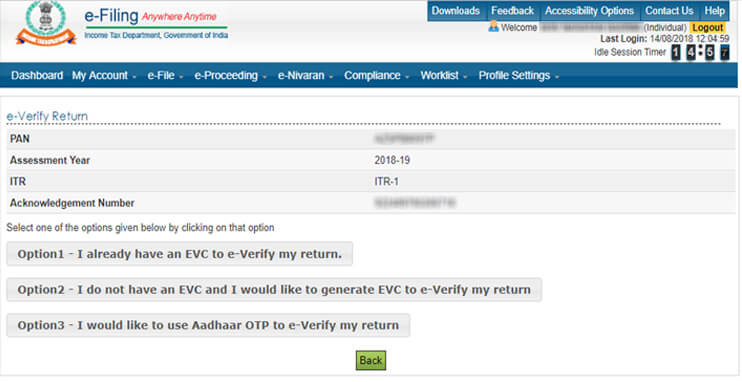 Downloads Feedback Accessibility Options Contact Us Help
e-Filing Anywhere Anytime
Income Tax Department, Government of India
Welcome (Individual) Logout
Last Login: 14/08/2018 12:04:59
Idle Session Timer 1 4 : 5 7
Dashboard My Account e-File e-Proceeding e-Nivaran Compliance Worklist Profile Settings
e-Verify Return
PAN
Assessment Year 2018-19
ITR ITR-1
Acknowledgement Number
Select one of the options given below by clicking on that option
Option1 - I already have an EVC to e-Verify my return.
Option2 - I do not have an EVC and I would like to generate EVC to e-Verify my return
Option3 - I would like to use Aadhaar OTP to e-Verify my return
Back